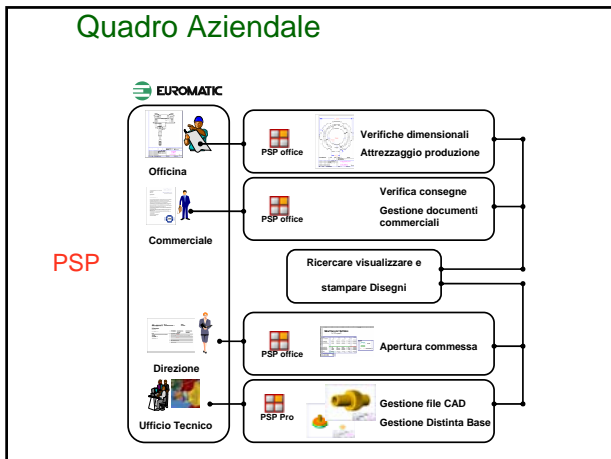 Quadro Aziendale
EUROMATIC
Officina
PSP office
Verifiche dimensionali
Attrezzaggio produzione
Commerciale
PSP office
Verifica consegne
Gestione documenti
commerciali
PSP
Ricercare visualizzare e
stampare Disegni
Direzione
PSP office
Apertura commessa
Ufficio Tecnico
PSP Pro
Gestione file CAD
Gestione Distinta Base